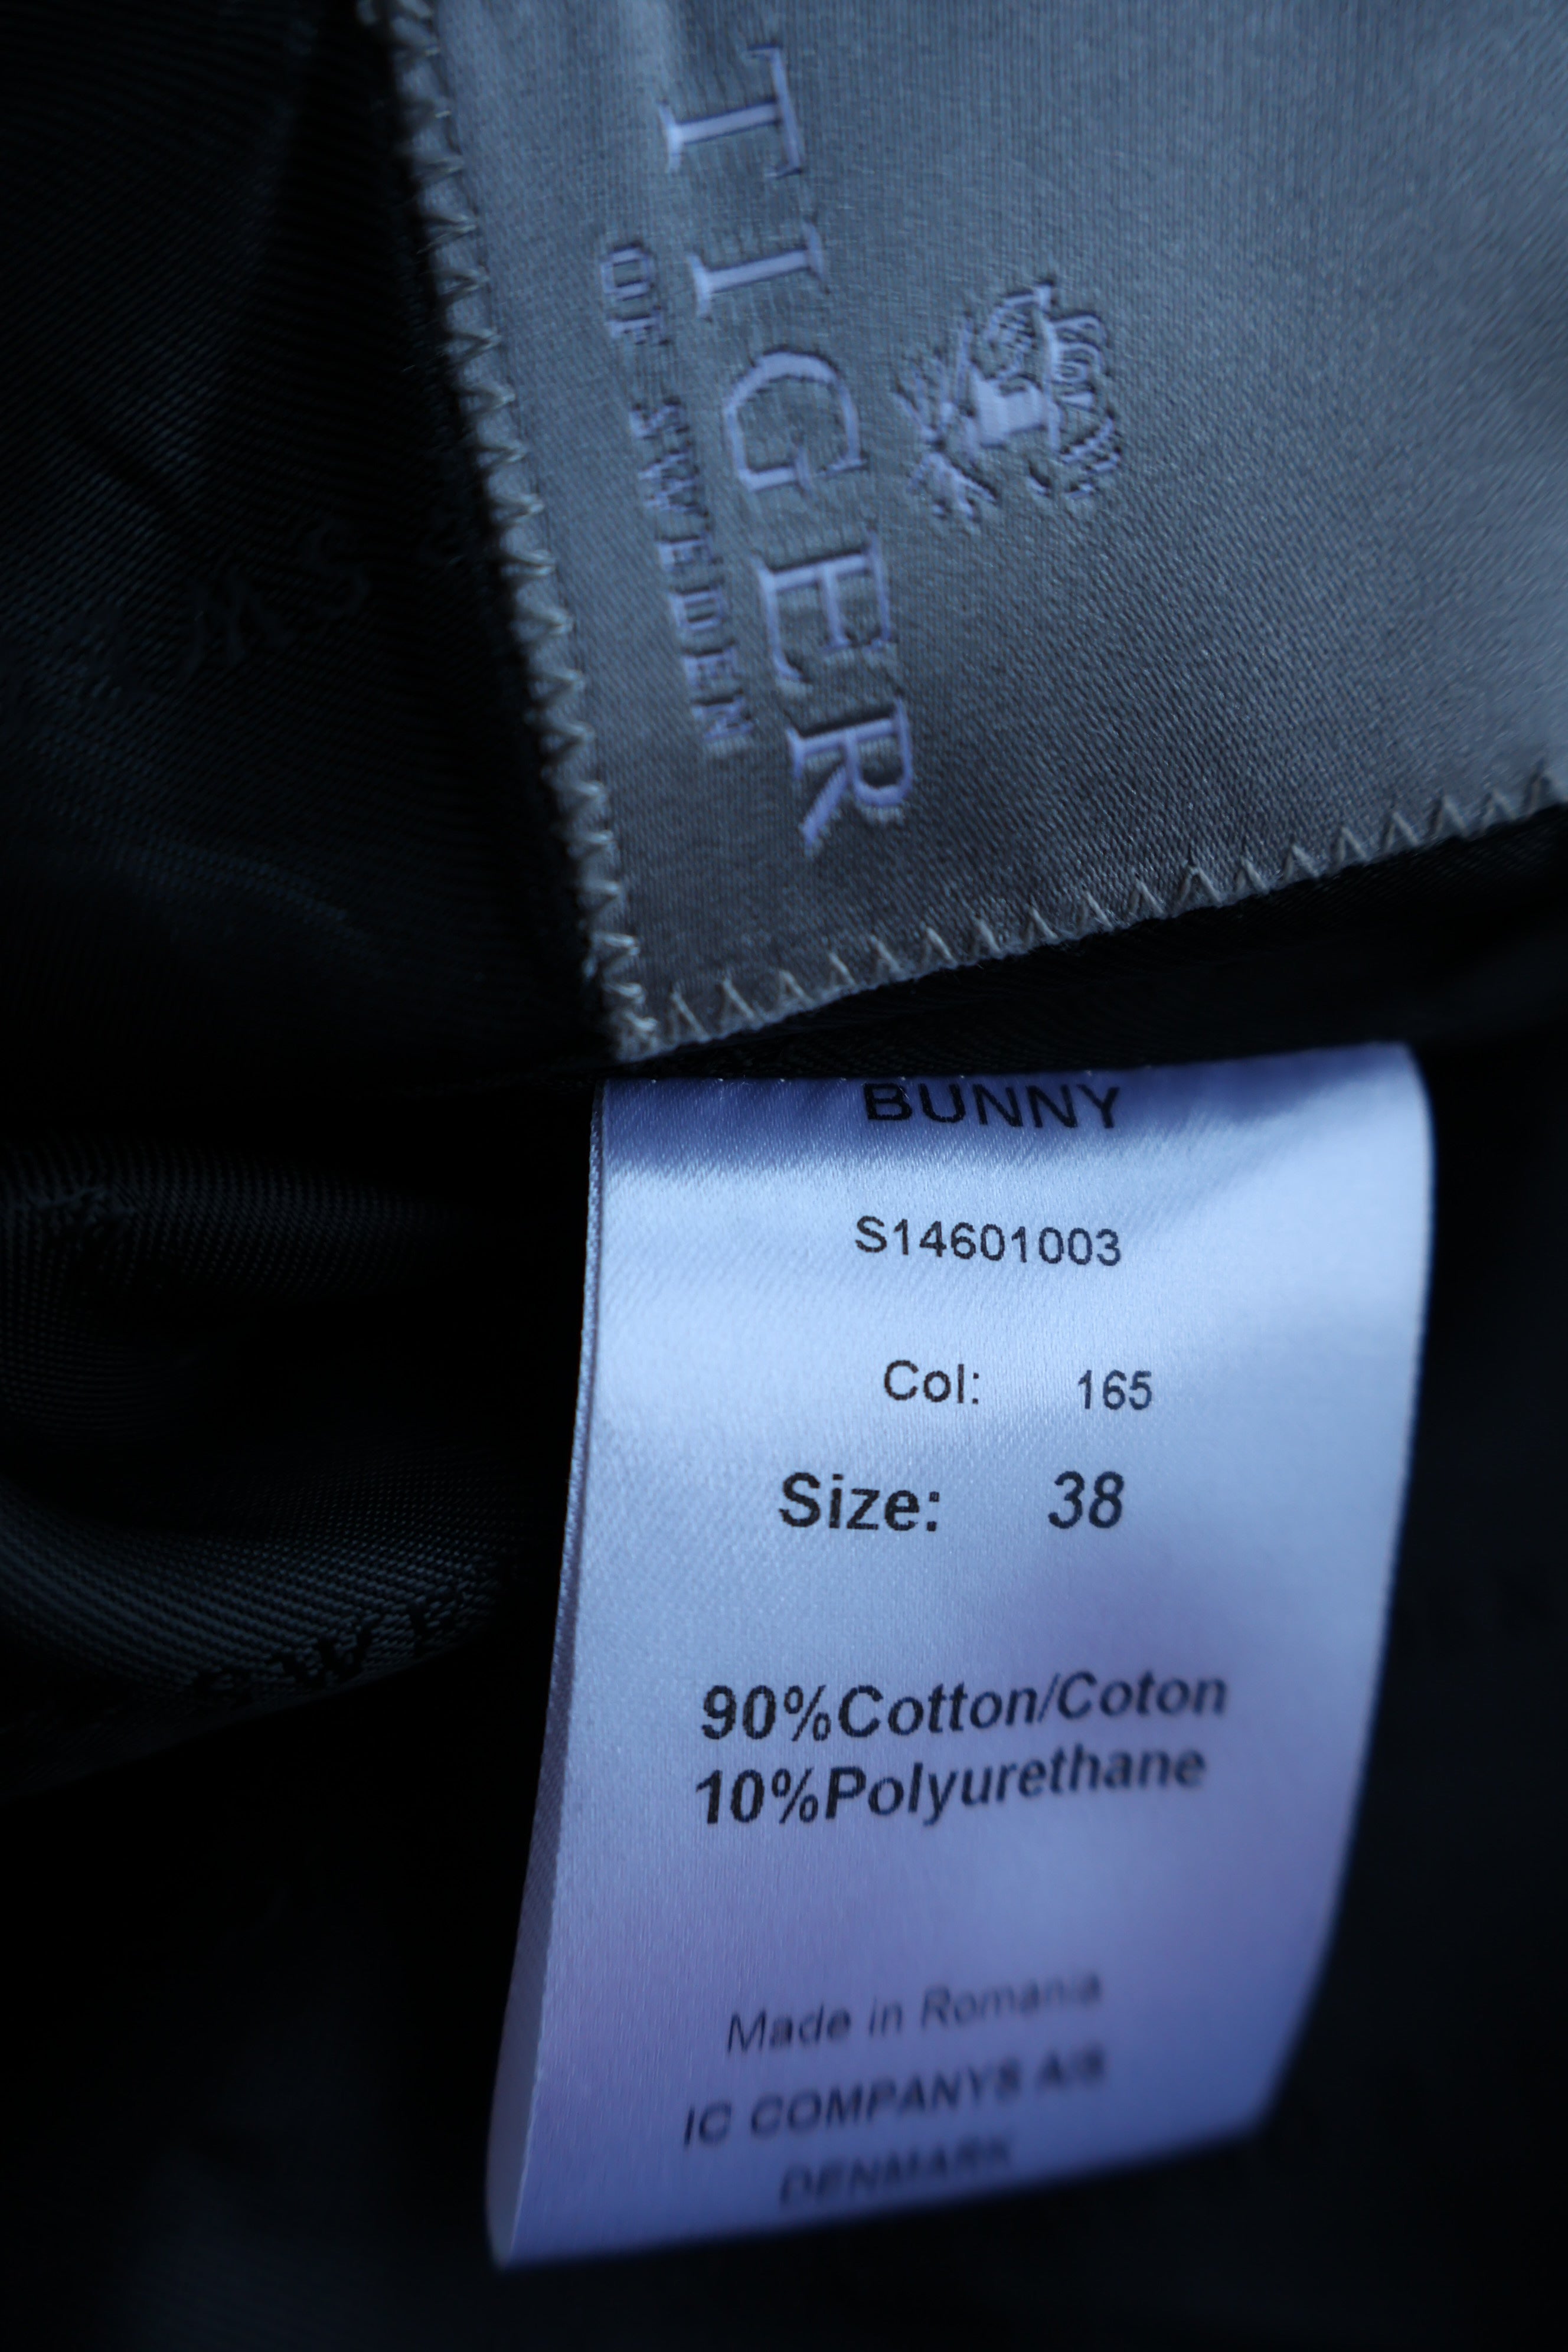 TIGER
OF SWEDEN
BUNNY
S14601003
Col: 165
Size: 38
90%Cotton/Coton
10%Polyurethane
Made in Romania
IC COMPANYS A/S
DENMARK